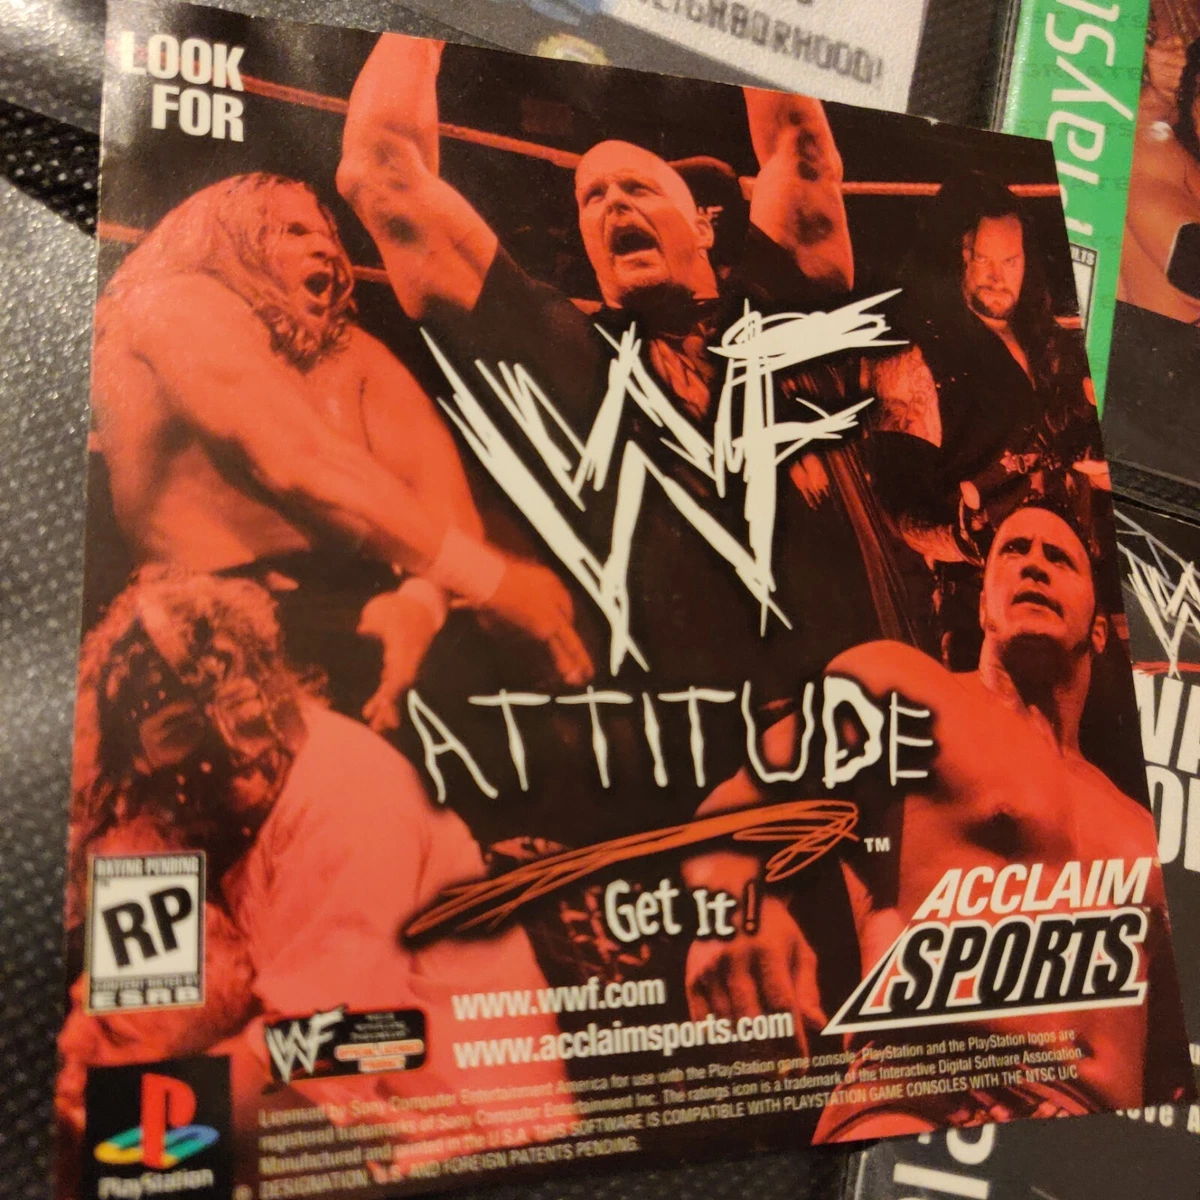 NEIGHBORHOOD!
LOOK
FOR
PlaySt
WF
WWF
ATTITUDE
TM
Get It!
RATING PENDING
RP
ESRB
ACCLAIM
SPORTS
WWF
www.wwf.com
www.acclaimsports.com
PlayStation
Licensed by Sony Computer Entertainment America for use with the PlayStation game console. PlayStation and the PlayStation logos are
registered trademarks of Sony Computer Entertainment Inc. The ratings icon is a trademark of the Interactive Digital Software Association.
Manufactured and printed in the U.S.A. THIS SOFTWARE IS COMPATIBLE WITH PLAYSTATION GAME CONSOLES WITH THE NTSC U/C
DESIGNATION. U.S. AND FOREIGN PATENTS PENDING.